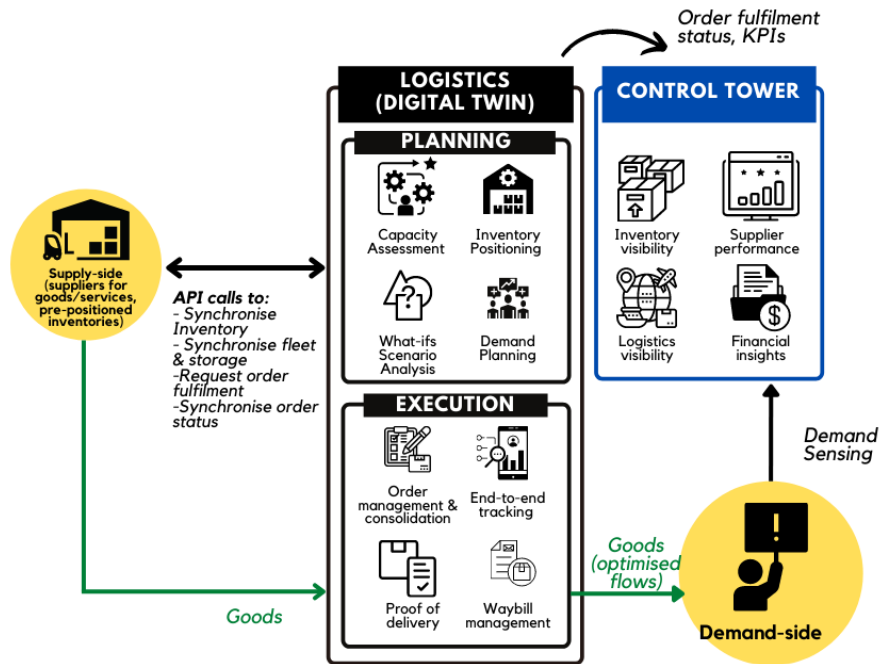 Order fulfilment
status, KPIs
LOGISTICS
(DIGITAL TWIN)
CONTROL TOWER
PLANNING
Capacity
Assessment
Inventory
Positioning
What-ifs
Scenario
Analysis
Demand
Planning
Inventory
visibility
Supplier
performance
Logistics
visibility
Financial
insights
Supply-side
(suppliers for
goods/services,
pre-positioned
inventories)
API calls to:
- Synchronise
Inventory
- Synchronise fleet
& storage
-Request order
fulfilment
-Synchronise order
status
EXECUTION
Order
management &
consolidation
End-to-end
tracking
Proof of
delivery
Waybill
management
Goods
Goods
(optimised
flows)
Demand
Sensing
Demand-side